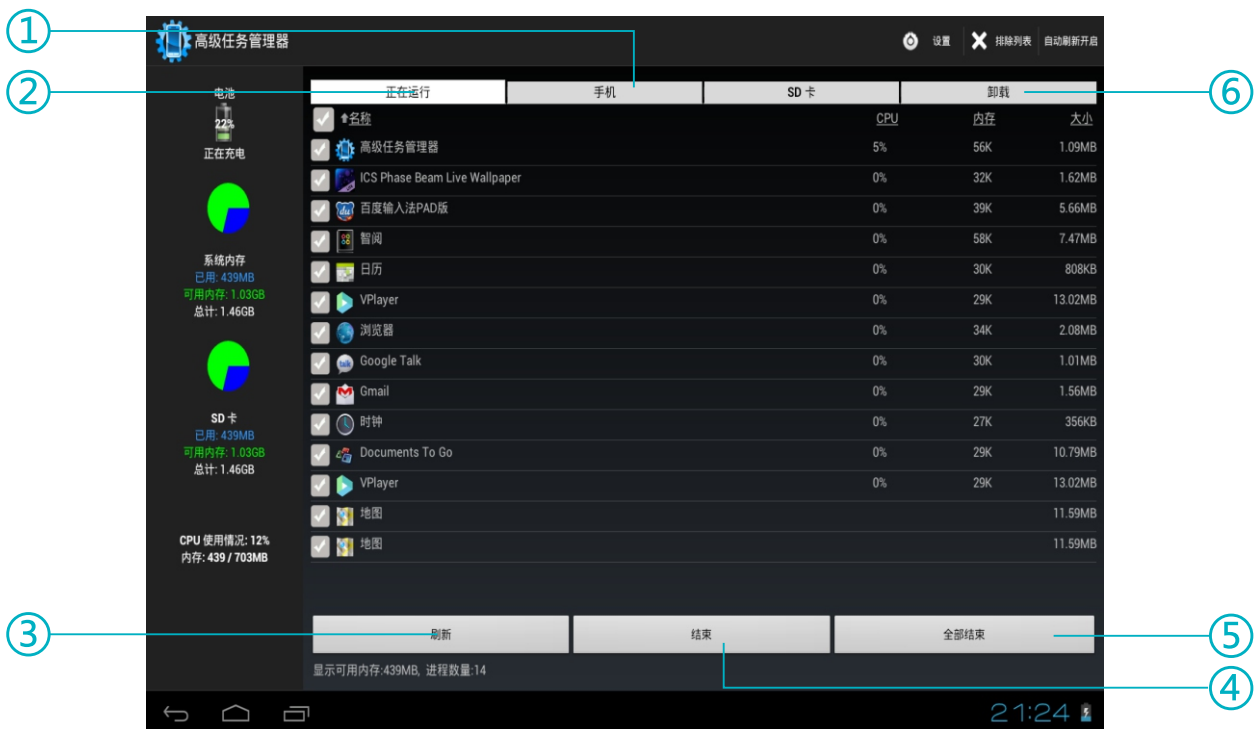 1
高级任务管理器
设置
排除列表
自动刷新开启
2
电池
22%
正在充电
正在运行
手机
SD 卡
卸载
6
名称 CPU 内存 大小
高级任务管理器 5% 56K 1.09MB
ICS Phase Beam Live Wallpaper 0% 32K 1.62MB
百度输入法PAD版 0% 39K 5.66MB
智阅 0% 58K 7.47MB
日历 0% 30K 808KB
VPlayer 0% 29K 13.02MB
浏览器 0% 34K 2.08MB
Google Talk 0% 30K 1.01MB
Gmail 0% 29K 1.56MB
时钟 0% 27K 356KB
Documents To Go 0% 29K 10.79MB
VPlayer 0% 29K 13.02MB
地图 11.59MB
地图 11.59MB
系统内存
已用: 439MB
可用内存: 1.03GB
总计: 1.46GB
SD 卡
已用: 439MB
可用内存: 1.03GB
总计: 1.46GB
CPU 使用情况: 12%
内存: 439 / 703MB
3
刷新
结束
全部结束
5
显示可用内存:439MB, 进程数量:14
4
21:24